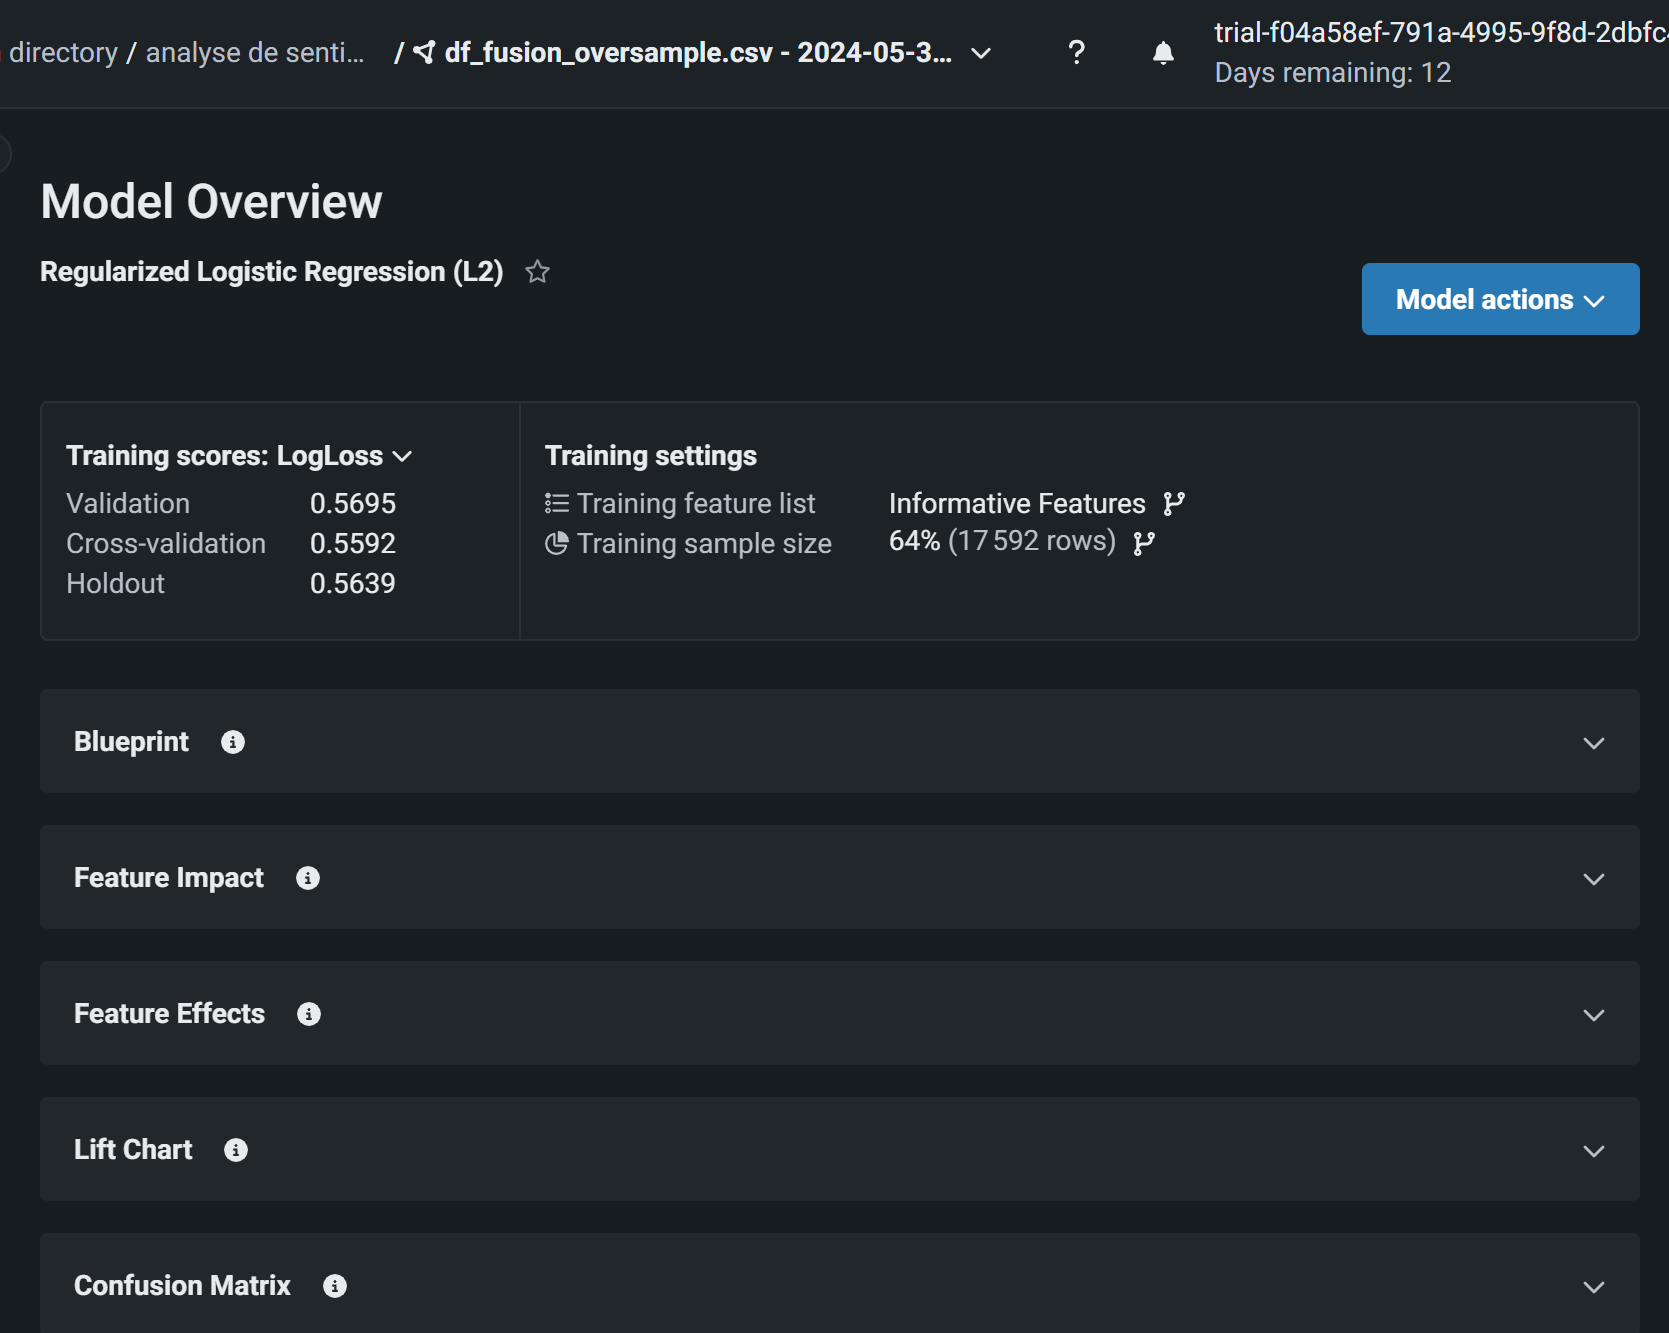 directory / analyse de senti... / df_fusion_oversample.csv - 2024-05-3...
?
trial-f04a58ef-791a-4995-9f8d-2dbfc
Days remaining: 12
Model Overview
Regularized Logistic Regression (L2)
Model actions
Training scores: LogLoss
Validation 0.5695
Cross-validation 0.5592
Holdout 0.5639
Training settings
Training feature list Informative Features
Training sample size 64% (17 592 rows)
Blueprint
Feature Impact
Feature Effects
Lift Chart
Confusion Matrix